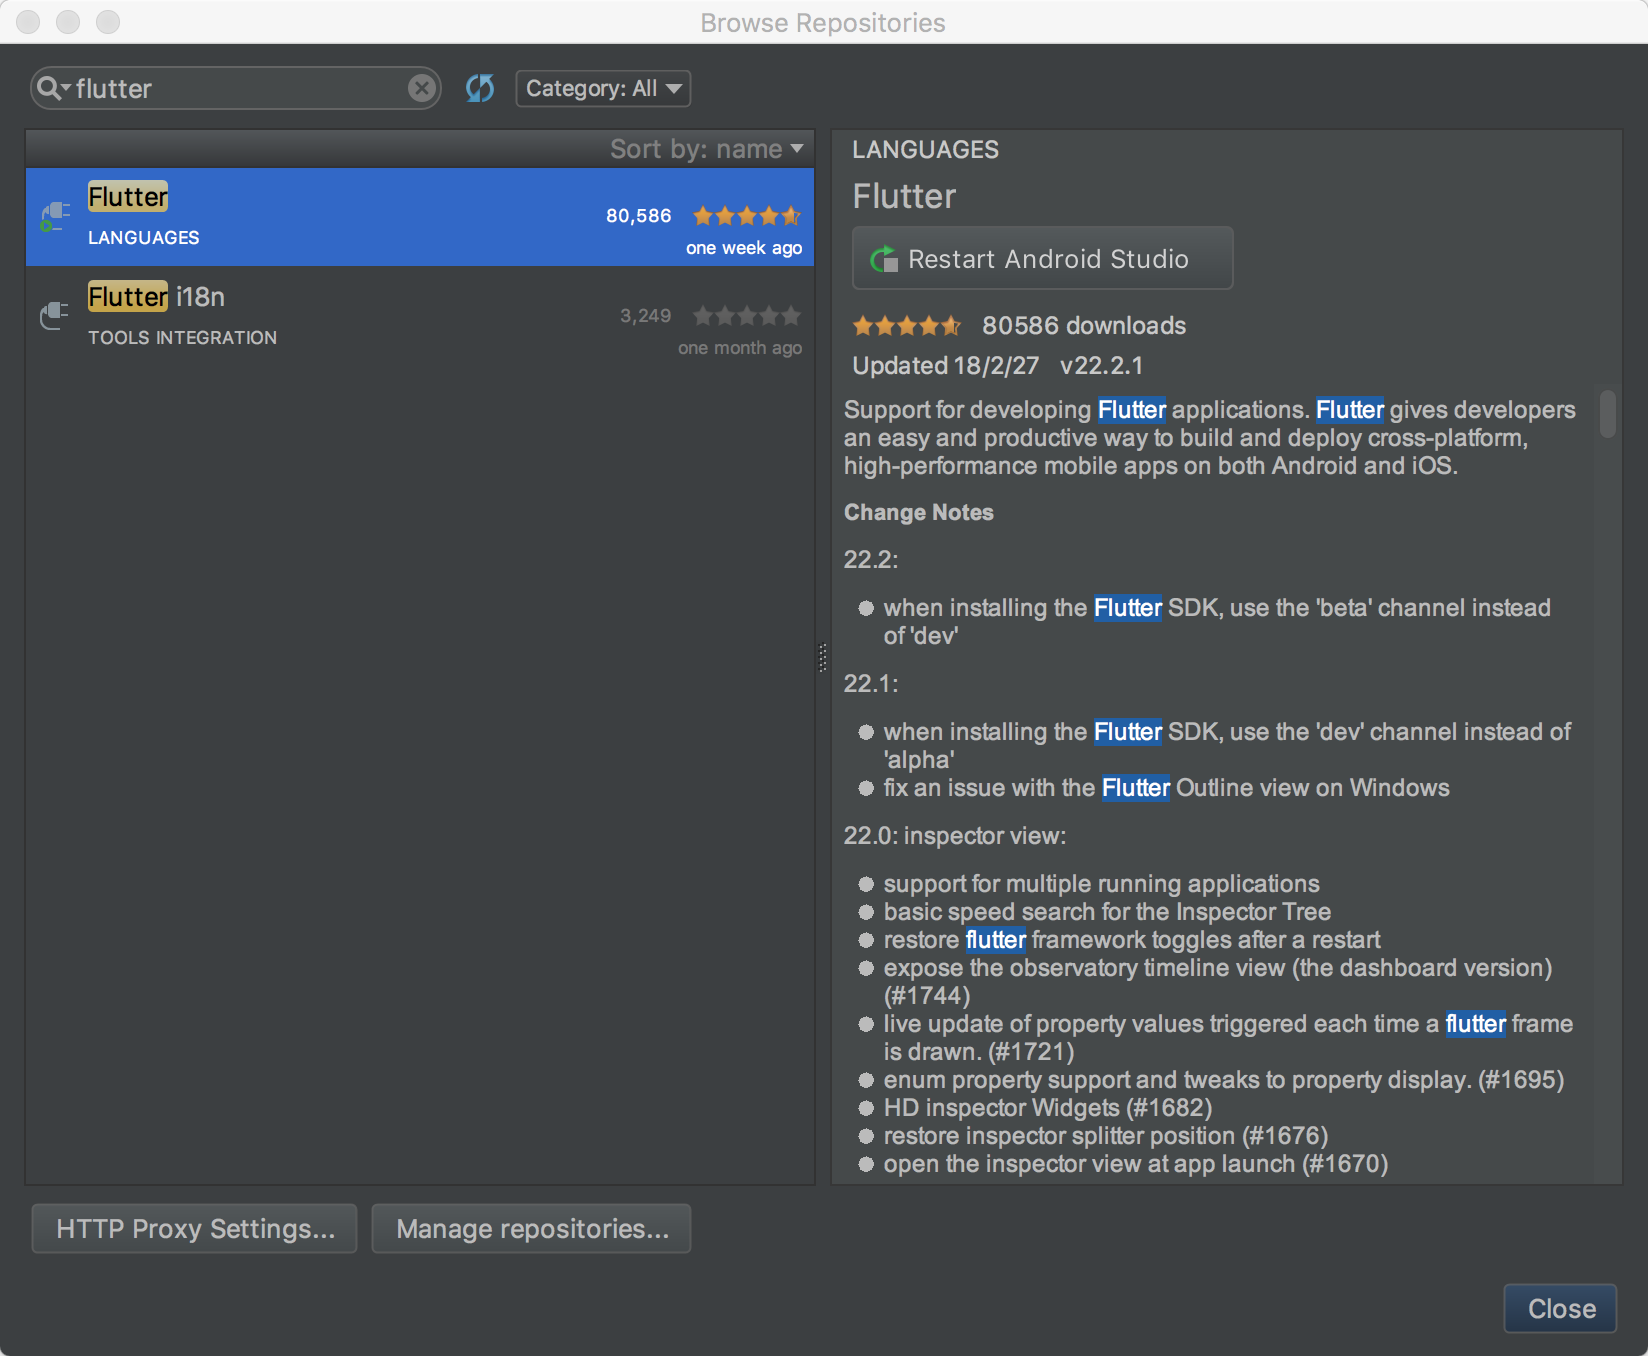 Browse Repositories
flutter
Category: All
Sort by: name
Flutter
80,586
LANGUAGES
one week ago
Flutter i18n
3,249
TOOLS INTEGRATION
one month ago
LANGUAGES
Flutter
Restart Android Studio
80586 downloads
Updated 18/2/27 v22.2.1
Support for developing Flutter applications. Flutter gives developers
an easy and productive way to build and deploy cross-platform,
high-performance mobile apps on both Android and iOS.
Change Notes
22.2:
when installing the Flutter SDK, use the 'beta' channel instead
of 'dev'
22.1:
when installing the Flutter SDK, use the 'dev' channel instead of
'alpha'
fix an issue with the Flutter Outline view on Windows
22.0: inspector view:
support for multiple running applications
basic speed search for the Inspector Tree
restore flutter framework toggles after a restart
expose the observatory timeline view (the dashboard version)
(#1744)
live update of property values triggered each time a flutter frame
is drawn. (#1721)
enum property support and tweaks to property display. (#1695)
HD inspector Widgets (#1682)
restore inspector splitter position (#1676)
open the inspector view at app launch (#1670)
HTTP Proxy Settings...
Manage repositories...
Close